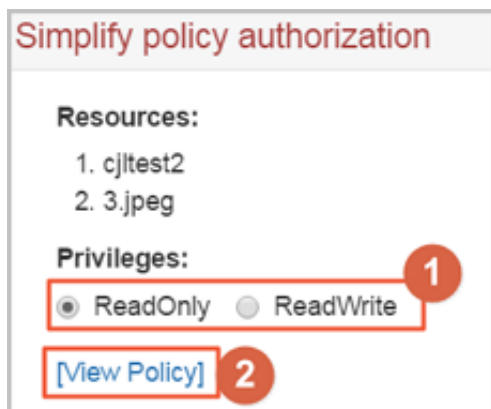 Simplify policy authorization
Resources:
1. cjltest2
2. 3.jpeg
Privileges:
1
ReadOnly ReadWrite
[View Policy] 2